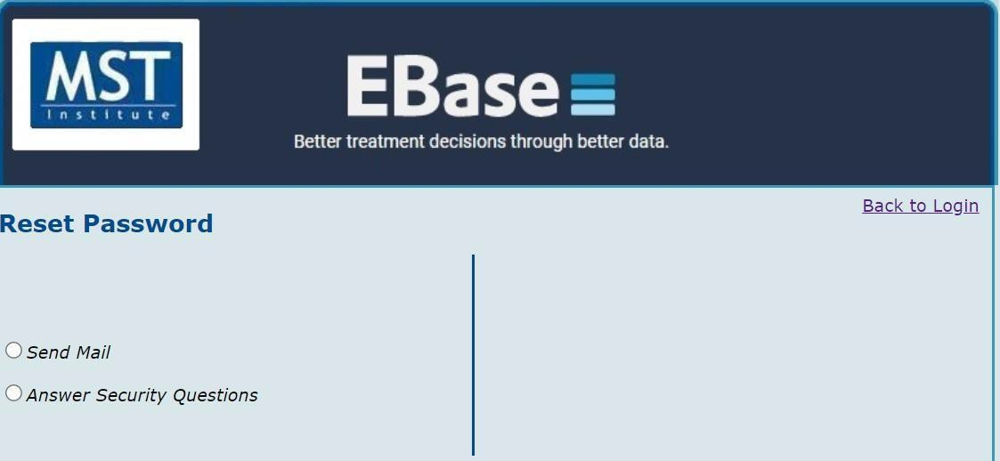 MST
Institute
EBase
Better treatment decisions through better data.
Back to Login
Reset Password
Send Mail
Answer Security Questions